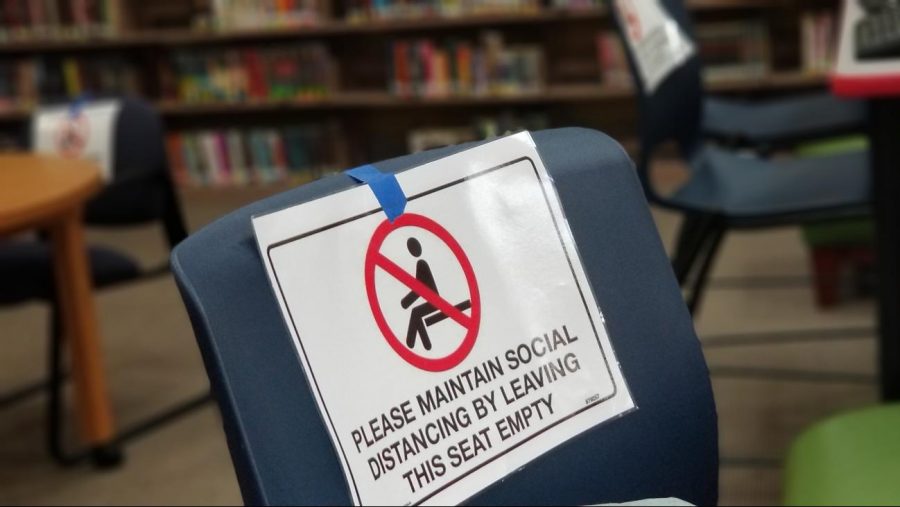 PLEASE MAINTAIN SOCIAL
DISTANCING BY LEAVING
THIS SEAT EMPTY